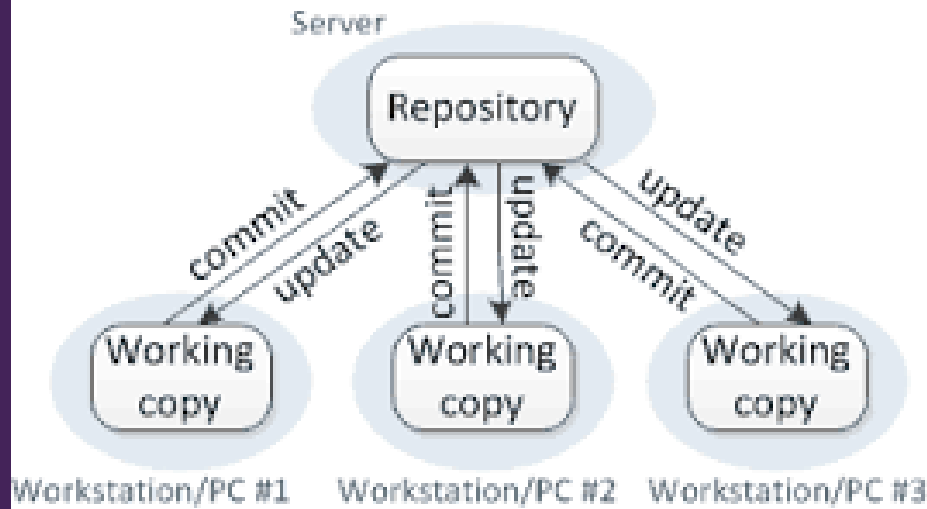 Server
Repository
commit
update
commit
update
commit
update
Working
copy
Working
copy
Working
copy
Workstation/PC #1
Workstation/PC #2
Workstation/PC #3